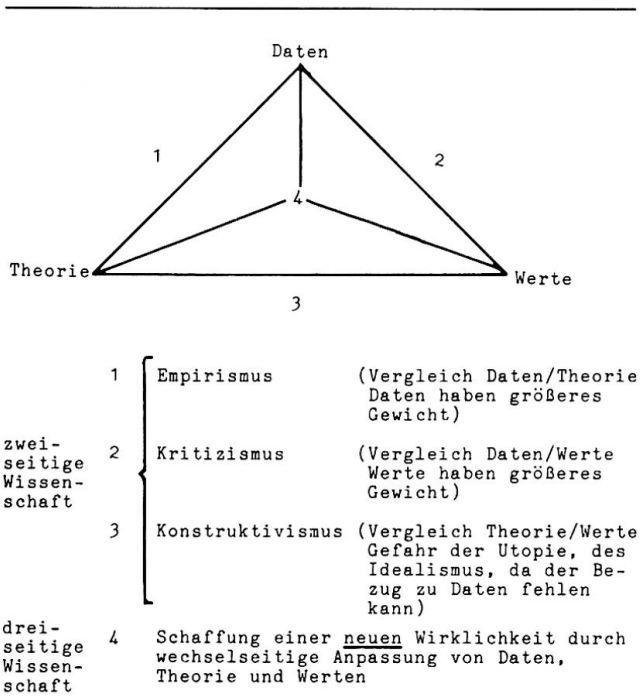 Daten
1
2
4
Theorie
Werte
3
1 Empirismus (Vergleich Daten/Theorie
Daten haben größeres
Gewicht)
zwei-
seitige
Wissen-
schaft
2 Kritizismus (Vergleich Daten/Werte
Werte haben größeres
Gewicht)
3 Konstruktivismus (Vergleich Theorie/Werte
Gefahr der Utopie, des
Idealismus, da der Be-
zug zu Daten fehlen
kann)
drei-
seitige
Wissen-
schaft
4 Schaffung einer neuen Wirklichkeit durch
wechselseitige Anpassung von Daten,
Theorie und Werten